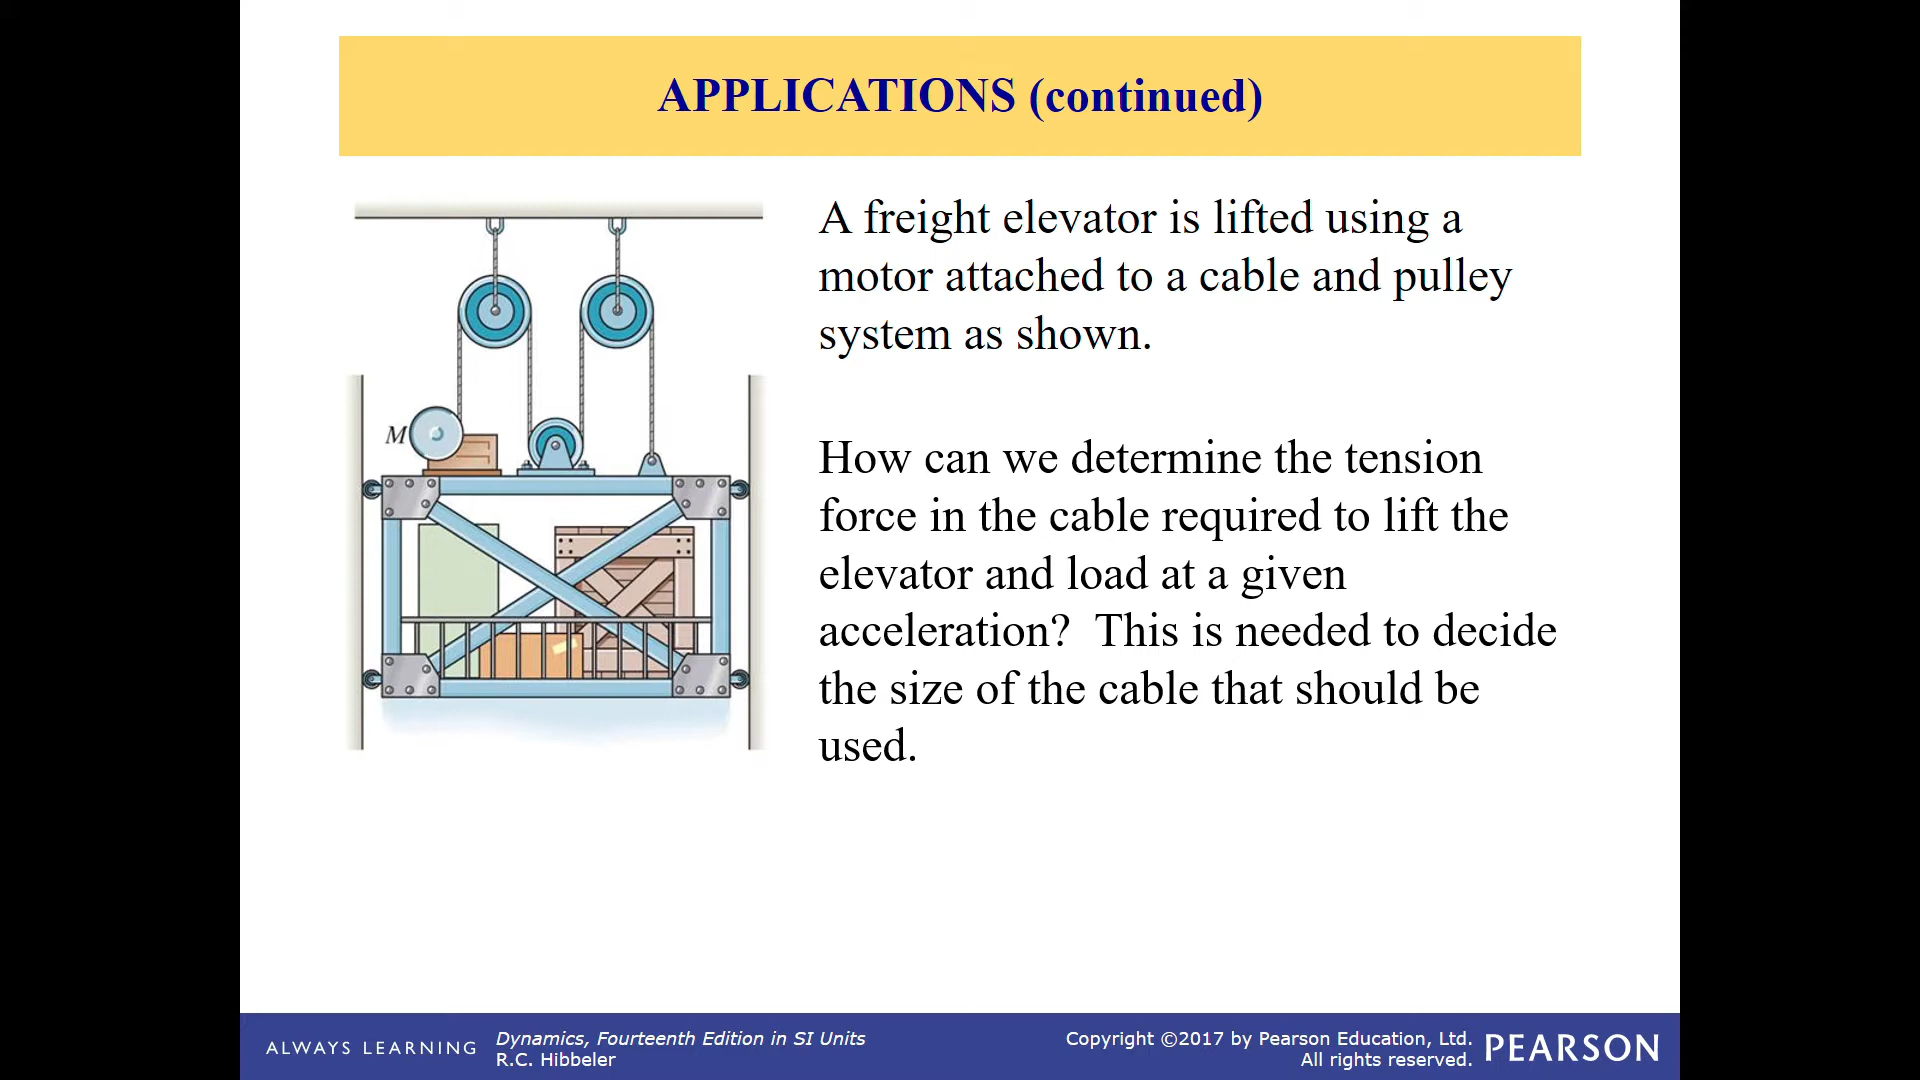 APPLICATIONS (continued)
A freight elevator is lifted using a
motor attached to a cable and pulley
system as shown.
M
How can we determine the tension
force in the cable required to lift the
elevator and load at a given
acceleration?  This is needed to decide
the size of the cable that should be
used.
ALWAYS LEARNING
Dynamics, Fourteenth Edition in SI Units
R.C. Hibbeler
Copyright ©2017 by Pearson Education, Ltd.
All rights reserved.
PEARSON